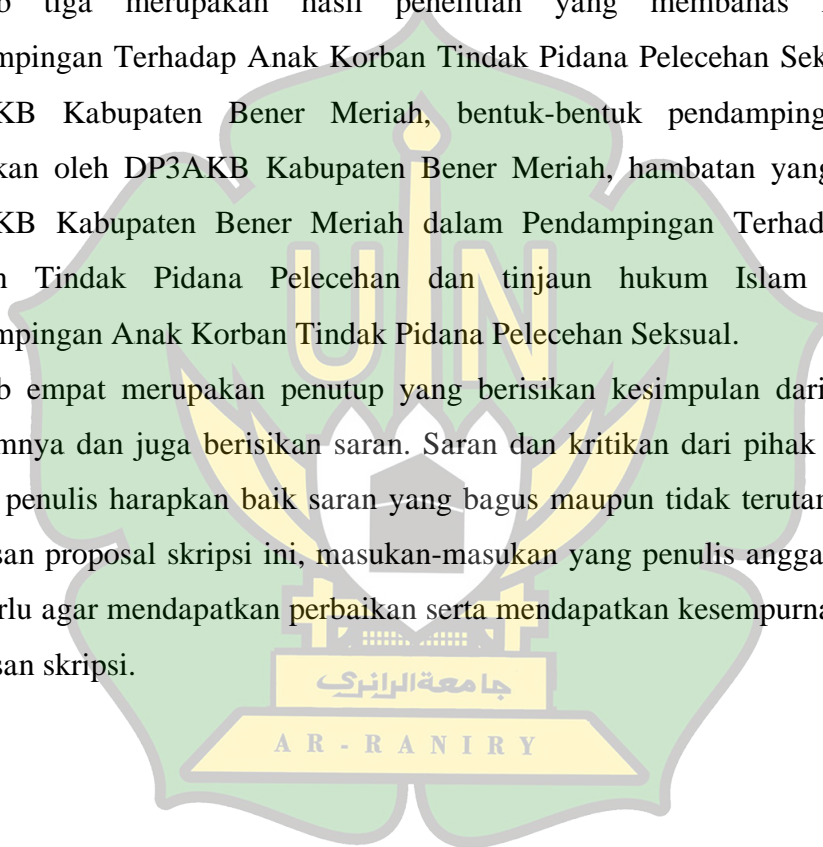 b tiga merupakan hasil penelitian yang membahas
mpingan Terhadap Anak Korban Tindak Pidana Pelecehan Sek
KB Kabupaten Bener Meriah, bentuk-bentuk pendamping
kan oleh DP3AKB Kabupaten Bener Meriah, hambatan yang
KB Kabupaten Bener Meriah dalam Pendampingan Terhad
n Tindak Pidana Pelecehan dan tinjaun hukum Islam
mpingan Anak Korban Tindak Pidana Pelecehan Seksual.
b empat merupakan penutup yang berisikan kesimpulan dari
mnya dan juga berisikan saran. Saran dan kritikan dari pihak
penulis harapkan baik saran yang bagus maupun tidak teruta
san proposal skripsi ini, masukan-masukan yang penulis angga
rlu agar mendapatkan perbaikan serta mendapatkan kesempurna
san skripsi.
UIN
جامعة الرانري
AR-RANIRY